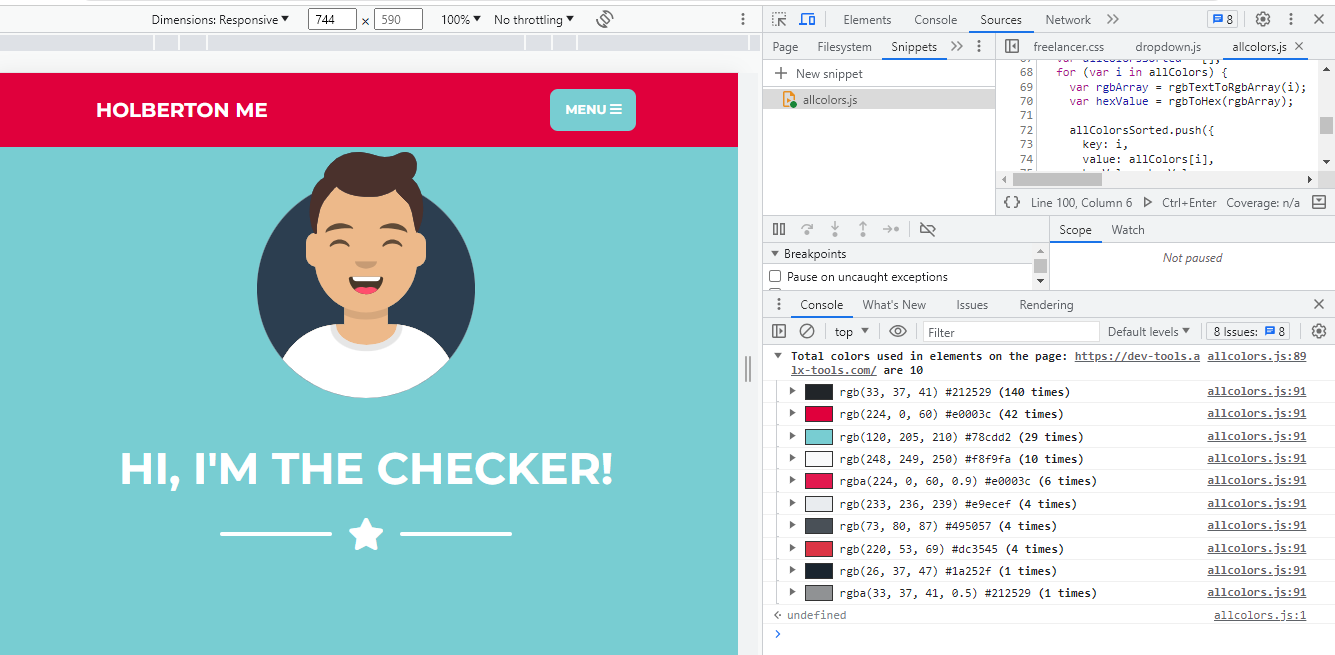 Dimensions: Responsive ▼ 744 x 590 100% ▼ No throttling ▼
HOLBERTON ME
MENU ☰
HI, I'M THE CHECKER!
Elements Console Sources Network 8
Page Filesystem Snippets
New snippet
allcolors.js
freelancer.css dropdown.js allcolors.js
68 for (var i in allColors) {
69 var rgbArray = rgbTextToRgbArray(i);
70 var hexValue = rgbToHex(rgbArray);
71
72 allColorsSorted.push({
73 key: i,
74 value: allColors[i],
{} Line 100, Column 6 Ctrl+Enter Coverage: n/a
Breakpoints
Pause on uncaught exceptions
Scope Watch
Not paused
Console What's New Issues Rendering
top ▼ Filter Default levels ▼ 8 Issues: 8
Total colors used in elements on the page: https://dev-tools.a allcolors.js:89
lx-tools.com/ are 10
rgb(33, 37, 41) #212529 (140 times) allcolors.js:91
rgb(224, 0, 60) #e0003c (42 times) allcolors.js:91
rgb(120, 205, 210) #78cdd2 (29 times) allcolors.js:91
rgb(248, 249, 250) #f8f9fa (10 times) allcolors.js:91
rgba(224, 0, 60, 0.9) #e0003c (6 times) allcolors.js:91
rgb(233, 236, 239) #e9ecef (4 times) allcolors.js:91
rgb(73, 80, 87) #495057 (4 times) allcolors.js:91
rgb(220, 53, 69) #dc3545 (4 times) allcolors.js:91
rgb(26, 37, 47) #1a252f (1 times) allcolors.js:91
rgba(33, 37, 41, 0.5) #212529 (1 times) allcolors.js:91
undefined allcolors.js:1